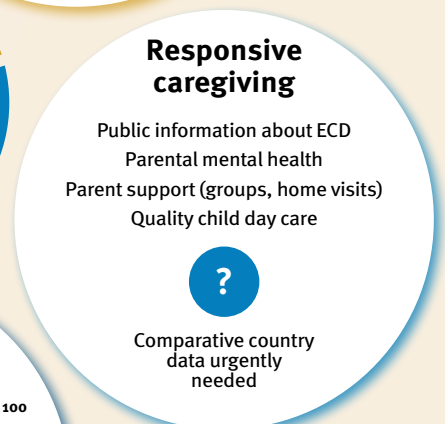 Responsive
caregiving
Public information about ECD
Parental mental health
Parent support (groups, home visits)
Quality child day care
?
Comparative country
data urgently
needed
100